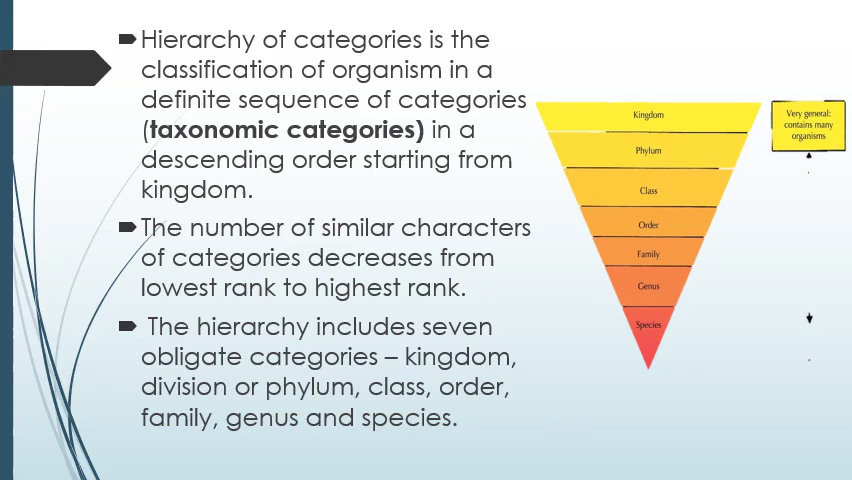 Hierarchy of categories is the
classification of organism in a
definite sequence of categories
(taxonomic categories) in a
descending order starting from
kingdom.
The number of similar characters
of categories decreases from
lowest rank to highest rank.
The hierarchy includes seven
obligate categories – kingdom,
division or phylum, class, order,
family, genus and species.
Kingdom
Phylum
Class
Order
Family
Genus
Species
Very general:
contains many
organisms